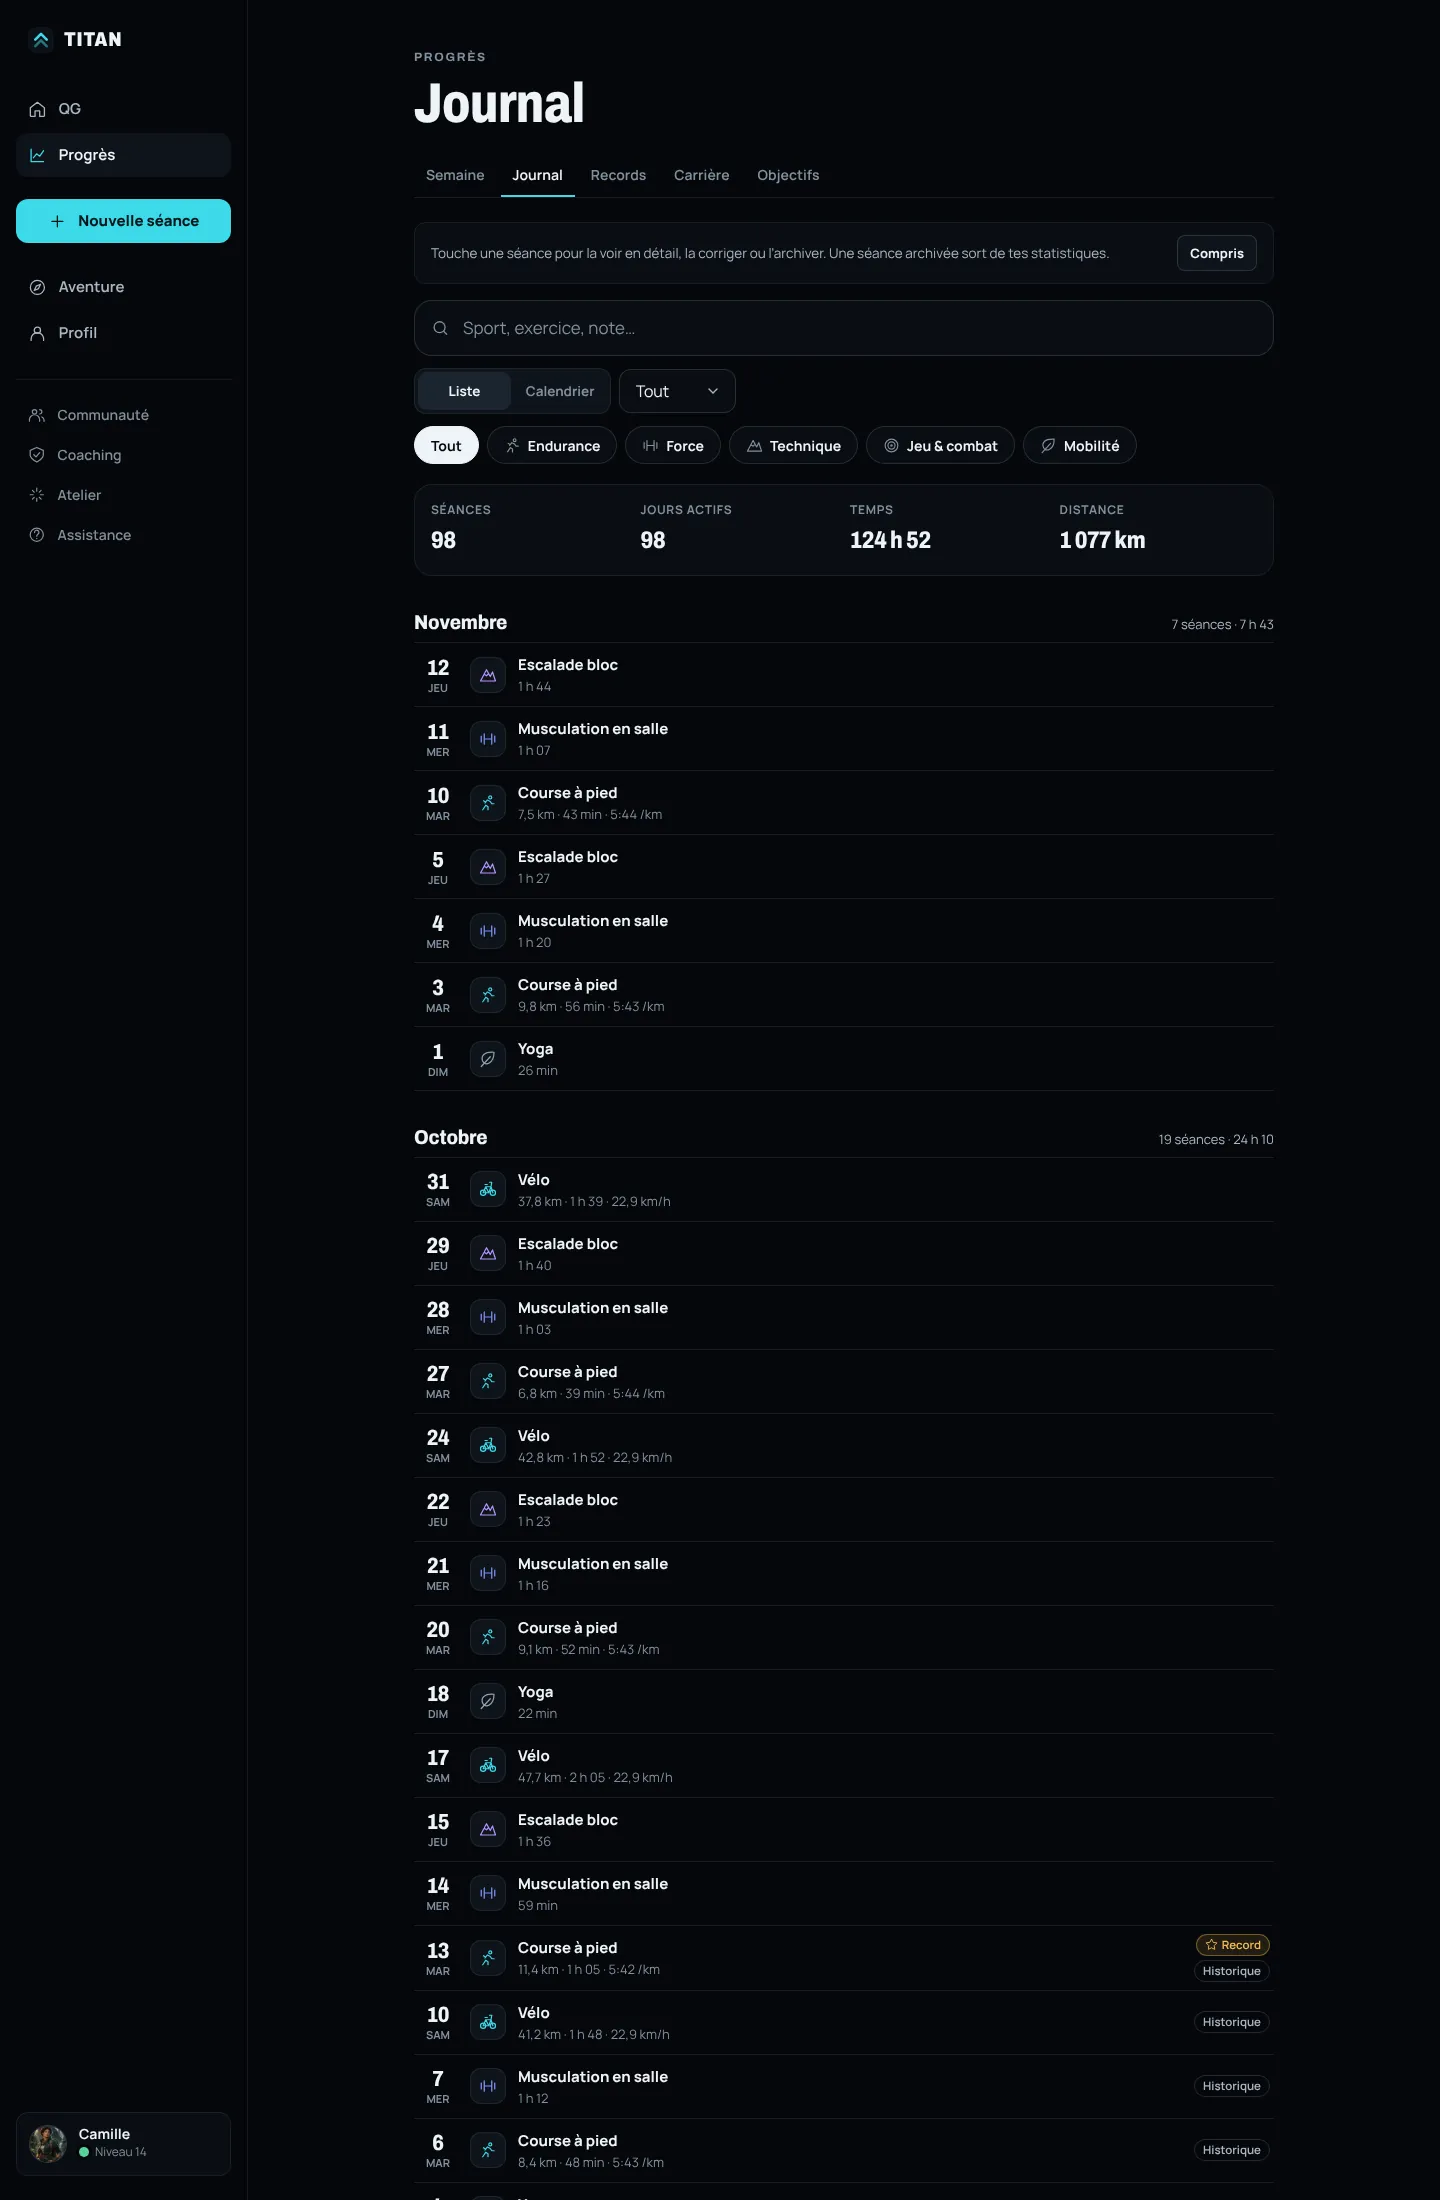 TITAN
QG
Progrès
Nouvelle séance
Aventure
Profil
Communauté
Coaching
Atelier
Assistance
Camille
Niveau 14
PROGRÈS
Journal
Semaine
Journal
Records
Carrière
Objectifs
Touche une séance pour la voir en détail, la corriger ou l'archiver. Une séance archivée sort de tes statistiques.
Compris
Sport, exercice, note…
Liste
Calendrier
Tout
Tout
Endurance
Force
Technique
Jeu & combat
Mobilité
SÉANCES
98
JOURS ACTIFS
98
TEMPS
124 h 52
DISTANCE
1 077 km
Novembre
7 séances · 7 h 43
12
JEU
Escalade bloc
1 h 44
11
MER
Musculation en salle
1 h 07
10
MAR
Course à pied
7,5 km · 43 min · 5:44 /km
5
JEU
Escalade bloc
1 h 27
4
MER
Musculation en salle
1 h 20
3
MAR
Course à pied
9,8 km · 56 min · 5:43 /km
1
DIM
Yoga
26 min
Octobre
19 séances · 24 h 10
31
SAM
Vélo
37,8 km · 1 h 39 · 22,9 km/h
29
JEU
Escalade bloc
1 h 40
28
MER
Musculation en salle
1 h 03
27
MAR
Course à pied
6,8 km · 39 min · 5:44 /km
24
SAM
Vélo
42,8 km · 1 h 52 · 22,9 km/h
22
JEU
Escalade bloc
1 h 23
21
MER
Musculation en salle
1 h 16
20
MAR
Course à pied
9,1 km · 52 min · 5:43 /km
18
DIM
Yoga
22 min
17
SAM
Vélo
47,7 km · 2 h 05 · 22,9 km/h
15
JEU
Escalade bloc
1 h 36
14
MER
Musculation en salle
59 min
13
MAR
Course à pied
11,4 km · 1 h 05 · 5:42 /km
Record
Historique
10
SAM
Vélo
41,2 km · 1 h 48 · 22,9 km/h
Historique
7
MER
Musculation en salle
1 h 12
Historique
6
MAR
Course à pied
8,4 km · 48 min · 5:43 /km
Historique